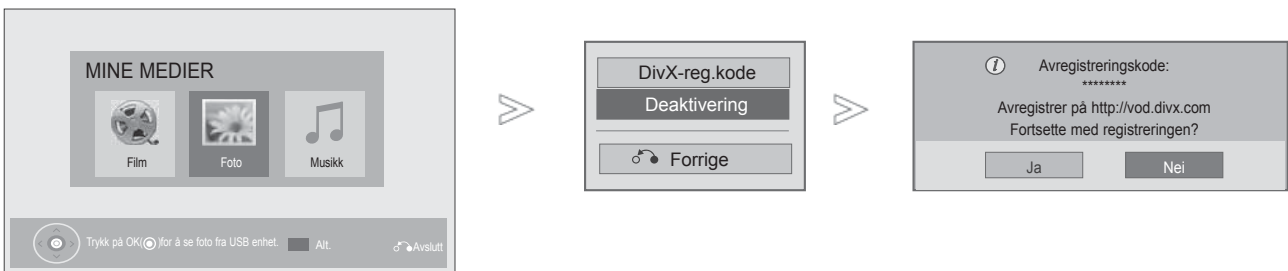 MINE MEDIER
Film
Foto
Musikk
Trykk på OK(◉)for å se foto fra USB enhet.
Alt.
Avslutt
DivX-reg.kode
Deaktivering
Forrige
Avregistreringskode:
********
Avregistrer på http://vod.divx.com
Fortsette med registreringen?
Ja
Nei